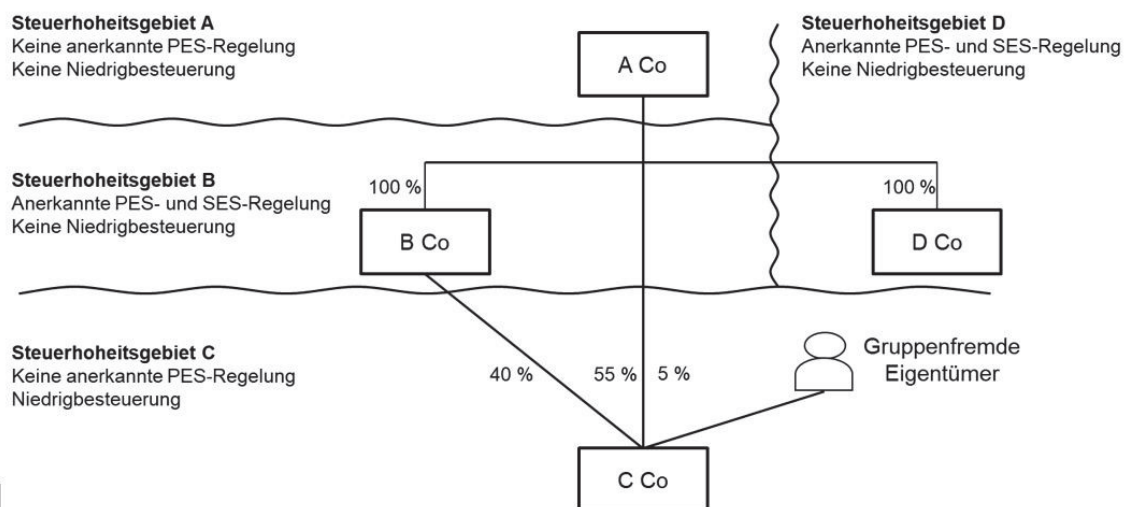 Steuerhoheitsgebiet A
Keine anerkannte PES-Regelung
Keine Niedrigbesteuerung
A Co
Steuerhoheitsgebiet D
Anerkannte PES- und SES-Regelung
Keine Niedrigbesteuerung
Steuerhoheitsgebiet B
Anerkannte PES- und SES-Regelung
Keine Niedrigbesteuerung
100 %
100 %
B Co
D Co
Steuerhoheitsgebiet C
Keine anerkannte PES-Regelung
Niedrigbesteuerung
40 %
55 %
5 %
Gruppenfremde
Eigentümer
C Co